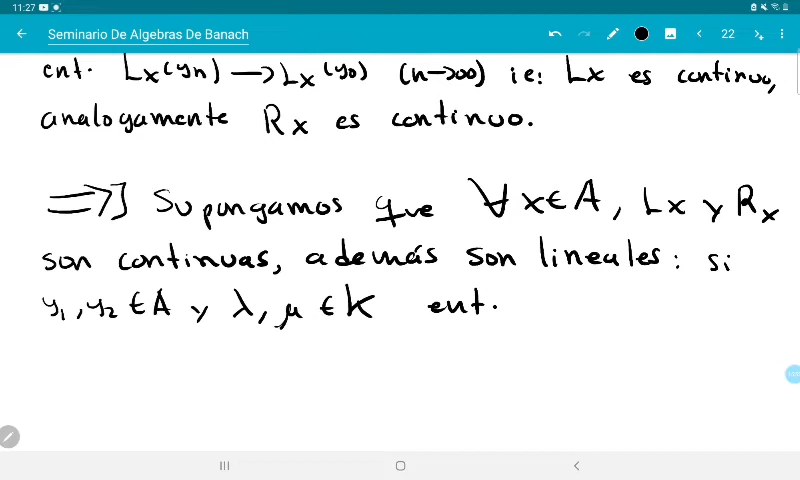 11:27
Seminario De Algebras De Banach
22
ent. Lx(yn) → Lx(y0) (n→∞) ie: Lx es continuo,
analogamente Rx es continuo.
⟹] Supongamos que ∀x∈A, Lx y Rx
son continuas, además son lineales: si
y1, y2 ∈ A y λ, μ ∈ K ent.